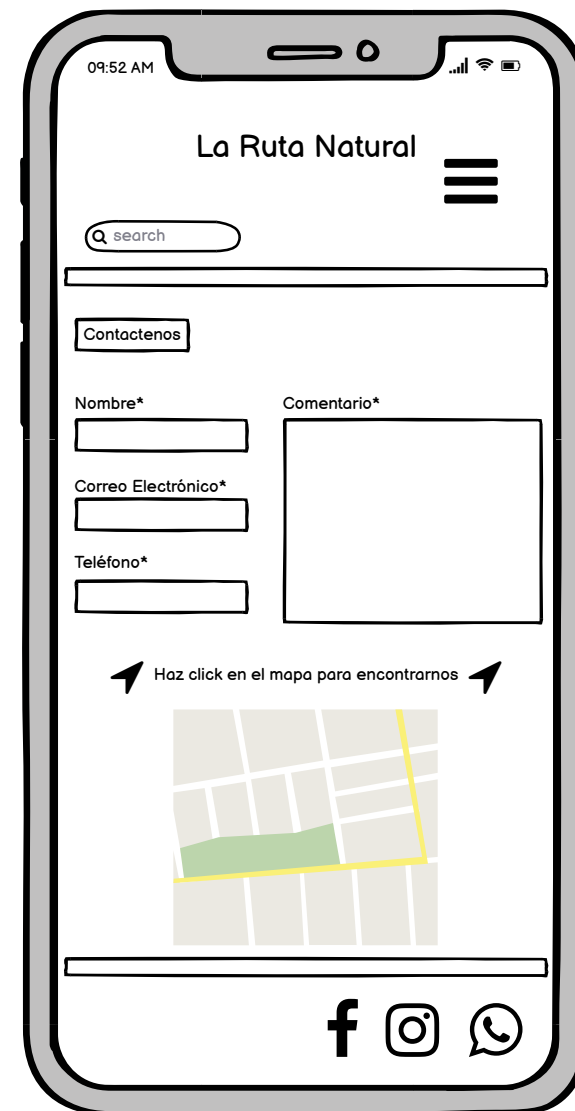 09:52 AM
La Ruta Natural
search
Contactenos
Nombre*
Comentario*
Correo Electrónico*
Teléfono*
Haz click en el mapa para encontrarnos